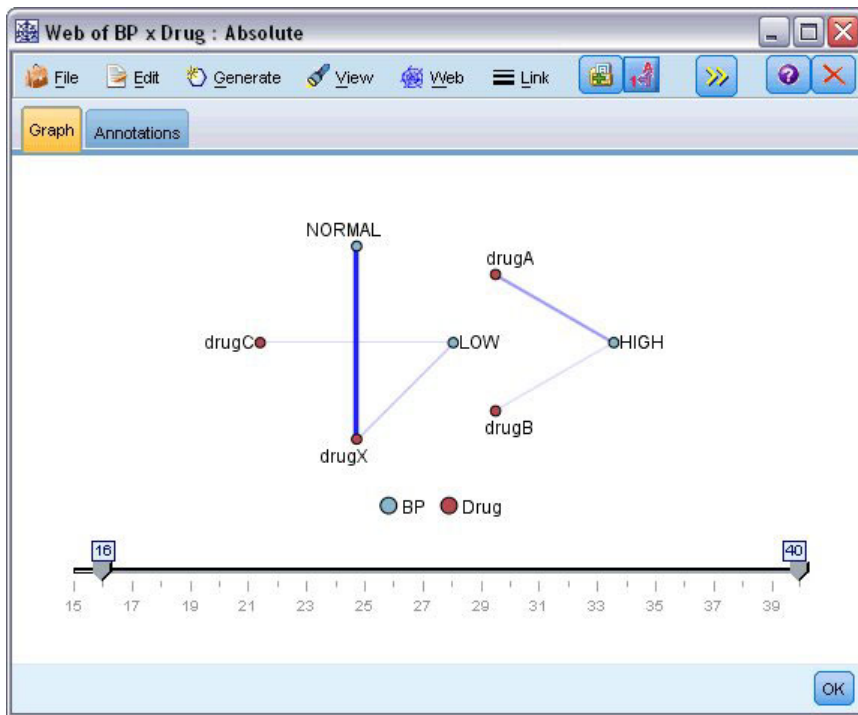 Web of BP x Drug : Absolute
File Edit Generate View Web Link
Graph Annotations
NORMAL
drugA
drugC LOW HIGH
drugB
drugX
BP Drug
16 40
15 17 19 21 23 25 27 29 31 33 35 37 39
OK